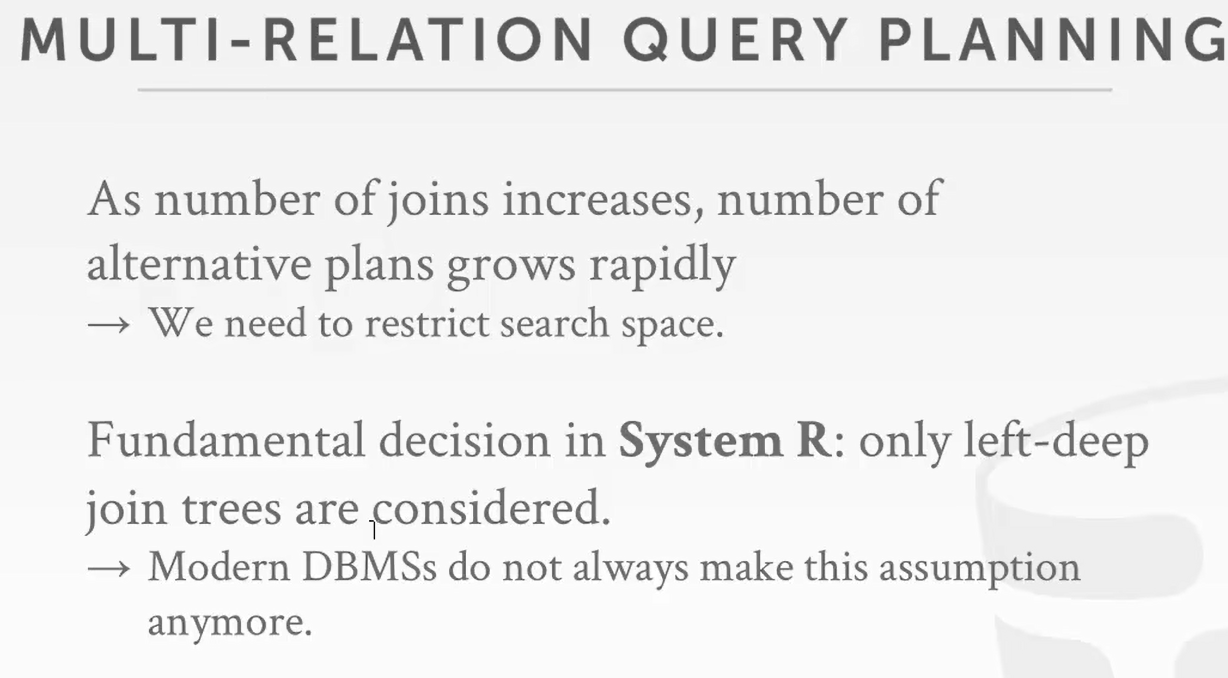 MULTI-RELATION QUERY PLANNING
As number of joins increases, number of
alternative plans grows rapidly
→ We need to restrict search space.
Fundamental decision in System R: only left-deep
join trees are considered.
→ Modern DBMSs do not always make this assumption
anymore.